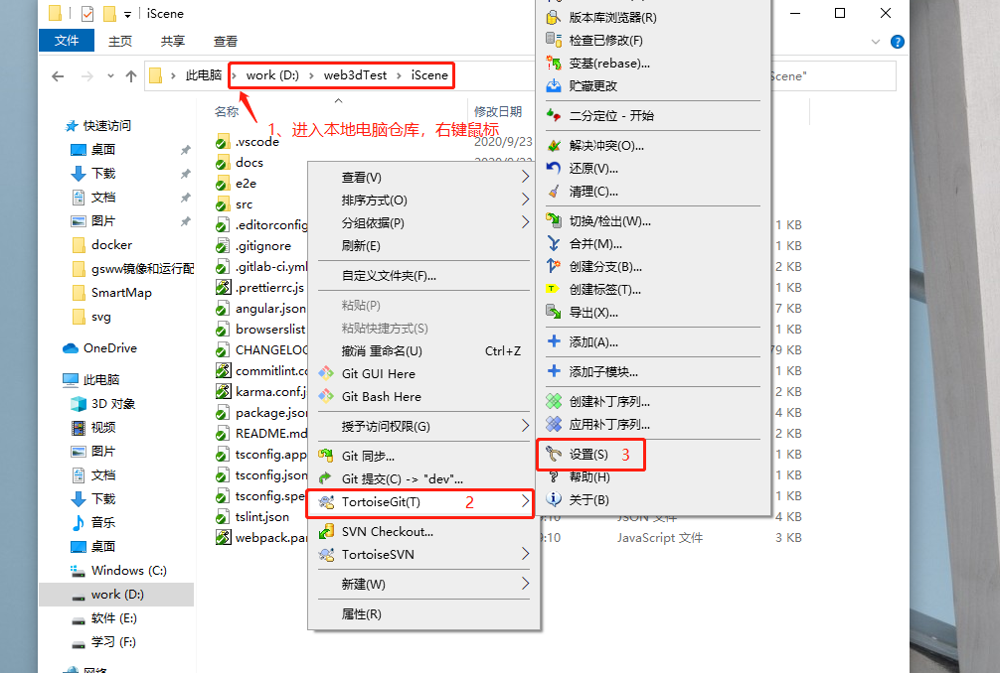 iScene
文件 主页 共享 查看
此电脑 work (D:) web3dTest iScene
Scene"
1、进入本地电脑仓库，右键鼠标
名称 修改日期
快速访问
桌面
下载
文档
图片
docker
gsww镜像和运行配
SmartMap
svg
OneDrive
此电脑
3D 对象
视频
图片
文档
下载
音乐
桌面
Windows (C:)
work (D:)
软件 (E:)
学习 (F:)
网络
.vscode 2020/9/23
docs
e2e
src
.editorconfig
.gitignore
.gitlab-ci.yml
.prettierrc.js
angular.json
browserslist
CHANGELOG
commitlint.co
karma.conf.j
package.json
README.md
tsconfig.app
tsconfig.json
tsconfig.spe
tslint.json
webpack.par
查看(V)
排序方式(O)
分组依据(P)
刷新(E)
自定义文件夹(F)...
粘贴(P)
粘贴快捷方式(S)
撤消 重命名(U) Ctrl+Z
Git GUI Here
Git Bash Here
授予访问权限(G)
Git 同步...
Git 提交(C) -> "dev"...
TortoiseGit(T) 2
SVN Checkout...
TortoiseSVN
新建(W)
属性(R)
版本库浏览器(R)
检查已修改(F)
变基(rebase)...
贮藏更改
二分定位 - 开始
解决冲突(O)...
还原(V)...
清理(C)...
切换/检出(W)...
合并(M)...
创建分支(B)...
创建标签(T)...
导出(X)...
添加(A)...
添加子模块...
创建补丁序列...
应用补丁序列...
设置(S) 3
帮助(H)
关于(B)
1 KB
2 KB
1 KB
1 KB
7 KB
1 KB
79 KB
2 KB
2 KB
4 KB
2 KB
1 KB
1 KB
1 KB
JSON 文件 4 KB
:10 JavaScript 文件 3 KB